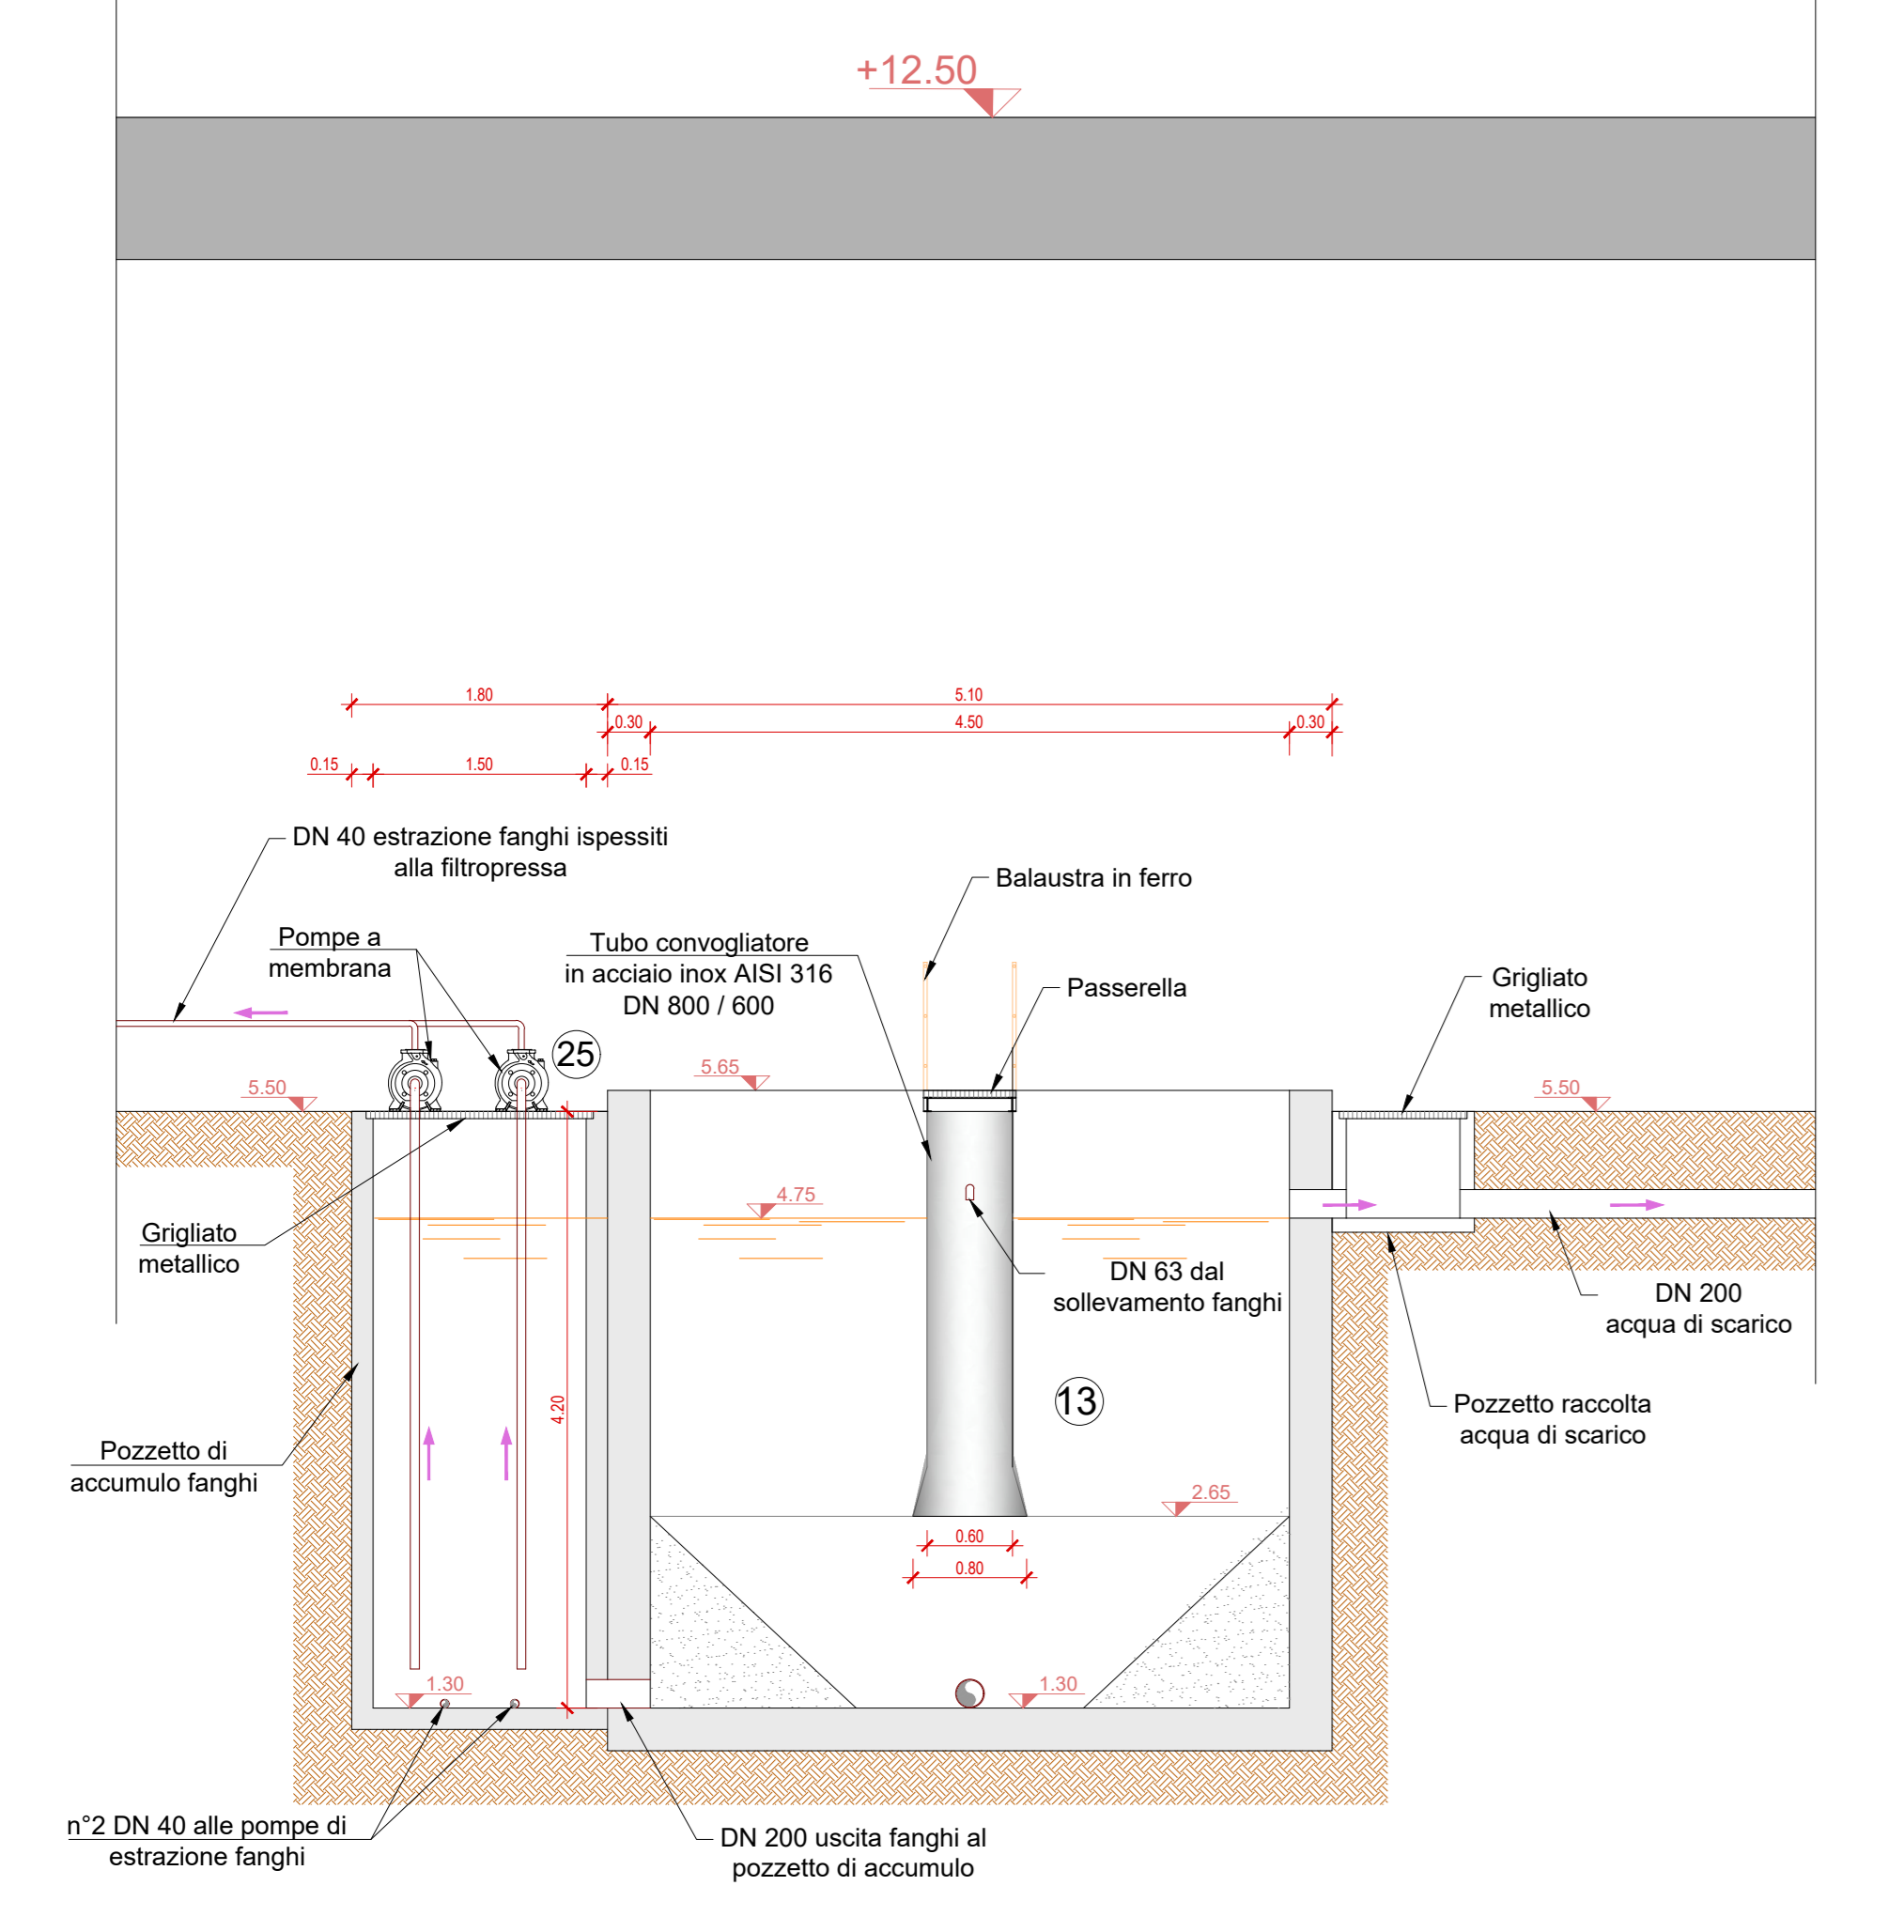 +12.50
1.80
5.10
0.30
4.50
0.30
0.15
1.50
0.15
DN 40 estrazione fanghi ispessiti
alla filtropressa
Balaustra in ferro
Pompe a
membrana
Tubo convogliatore
in acciaio inox AISI 316
DN 800 / 600
Passerella
Grigliato
metallico
25
5.65
5.50
5.50
4.75
Grigliato
metallico
DN 63 dal
sollevamento fanghi
DN 200
acqua di scarico
13
4.20
Pozzetto raccolta
acqua di scarico
Pozzetto di
accumulo fanghi
2.65
0.60
0.80
1.30
1.30
n°2 DN 40 alle pompe di
estrazione fanghi
DN 200 uscita fanghi al
pozzetto di accumulo